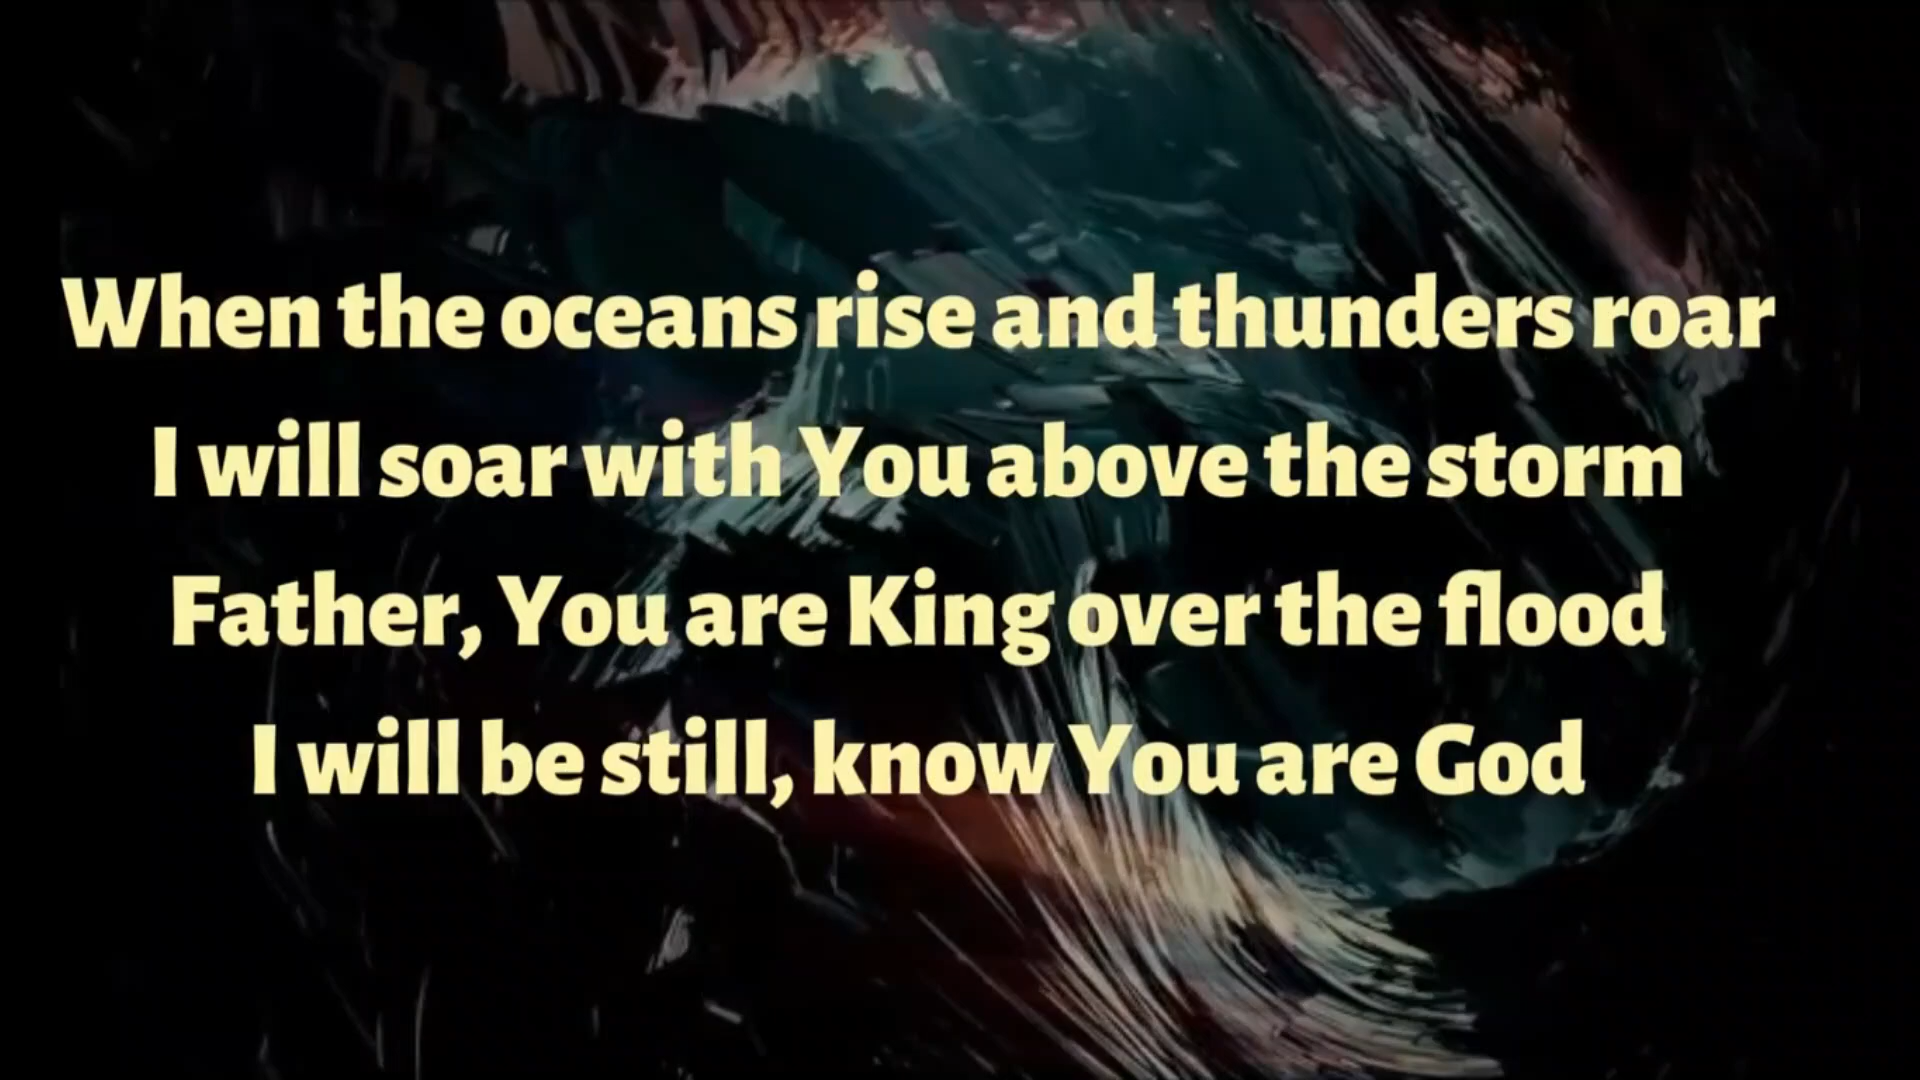 When the oceans rise and thunders roar
I will soar with You above the storm
Father, You are King over the flood
I will be still, know You are God